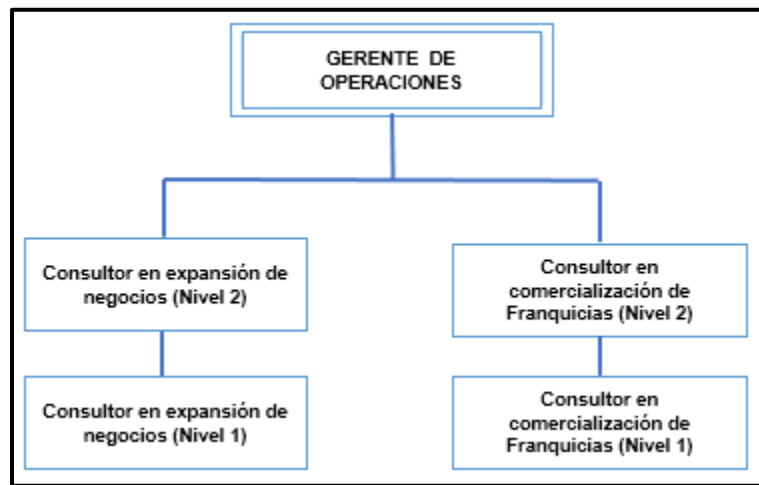 GERENTE DE
OPERACIONES
Consultor en expansión de
negocios (Nivel 2)
Consultor en
comercialización de
Franquicias (Nivel 2)
Consultor en expansión de
negocios (Nivel 1)
Consultor en
comercialización de
Franquicias (Nivel 1)